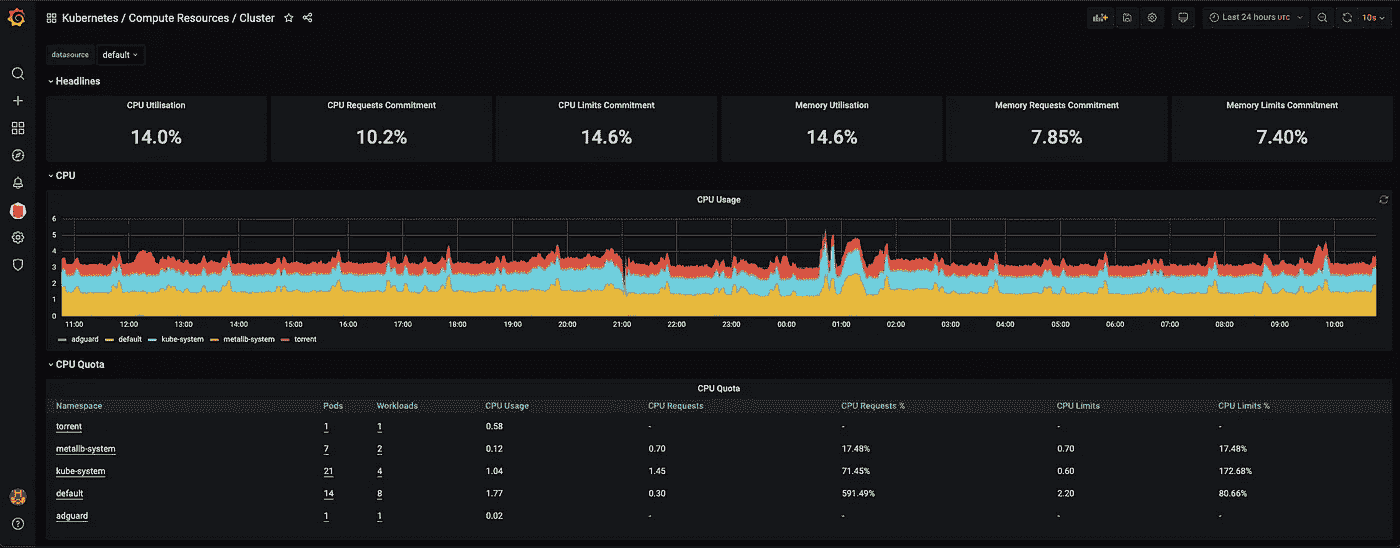 Kubernetes / Compute Resources / Cluster
Last 24 hours UTC
10s
datasource default
Headlines
CPU Utilisation CPU Requests Commitment CPU Limits Commitment Memory Utilisation Memory Requests Commitment Memory Limits Commitment
14.0% 10.2% 14.6% 14.6% 7.85% 7.40%
CPU
CPU Usage
6
5
4
3
2
1
0
11:00 12:00 13:00 14:00 15:00 16:00 17:00 18:00 19:00 20:00 21:00 22:00 23:00 00:00 01:00 02:00 03:00 04:00 05:00 06:00 07:00 08:00 09:00 10:00
adguard default kube-system metallb-system torrent
CPU Quota
CPU Quota
Namespace Pods Workloads CPU Usage CPU Requests CPU Requests % CPU Limits CPU Limits %
torrent 1 1 0.58 - - - -
metallb-system 7 2 0.12 0.70 17.48% 0.70 17.48%
kube-system 21 4 1.04 1.45 71.45% 0.60 172.68%
default 14 8 1.77 0.30 591.49% 2.20 80.66%
adguard 1 1 0.02 - - - -